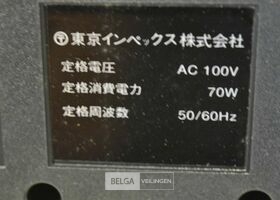 東京インペックス株式会社
定格電圧 AC 100V
定格消費電力 70W
定格周波数 50/60Hz
BELGA VEILINGEN